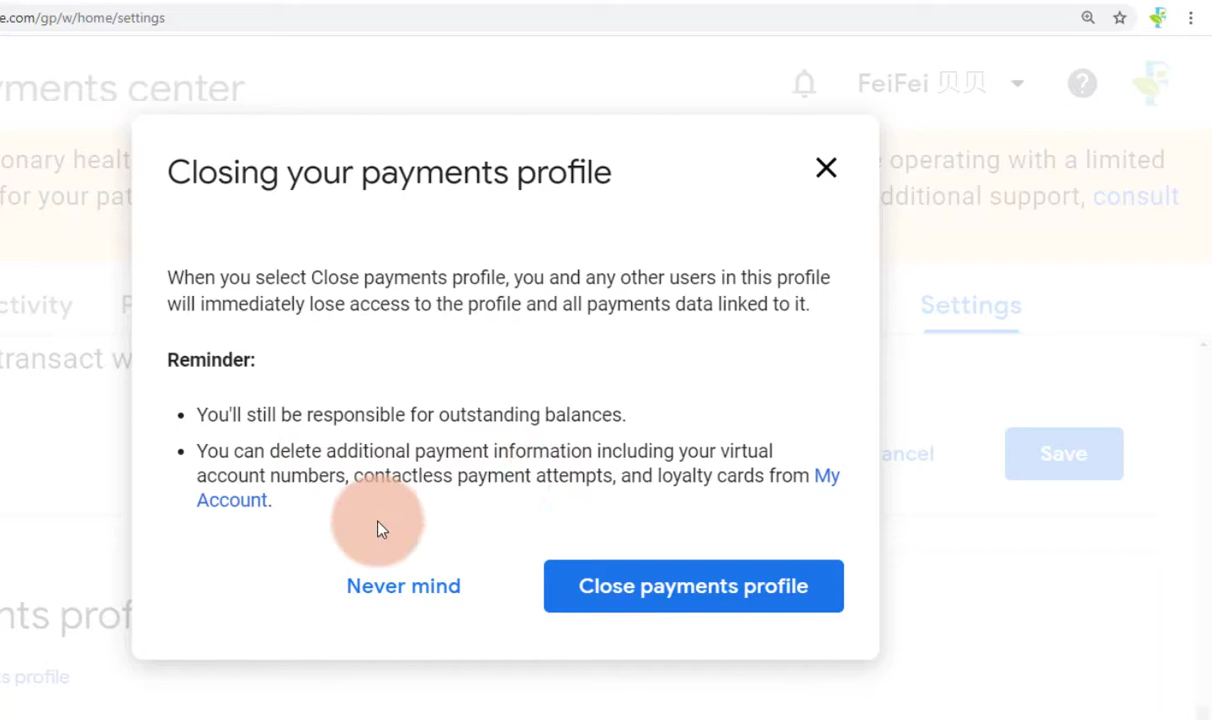 e.com/gp/w/home/settings
yments center
FeiFei 贝贝
Closing your payments profile
onary healt
operating with a limited
for your pat
dditional support, consult
When you select Close payments profile, you and any other users in this profile
will immediately lose access to the profile and all payments data linked to it.
ctivity
P
Settings
transact w
Reminder:
• You'll still be responsible for outstanding balances.
• You can delete additional payment information including your virtual
account numbers, contactless payment attempts, and loyalty cards from My
Account.
ancel
Save
Never mind
Close payments profile
nts prof
s profile